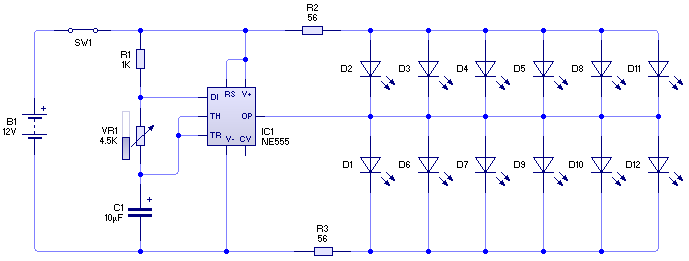 R2
56
SW1
R1
1K
D2
D3
D4
D5
D8
D11
DI
RS
V+
TH
OP
TR
V-
CV
IC1
NE555
B1
12V
+
VR1
4.5K
D1
D6
D7
D9
D10
D12
C1
10µF
+
R3
56